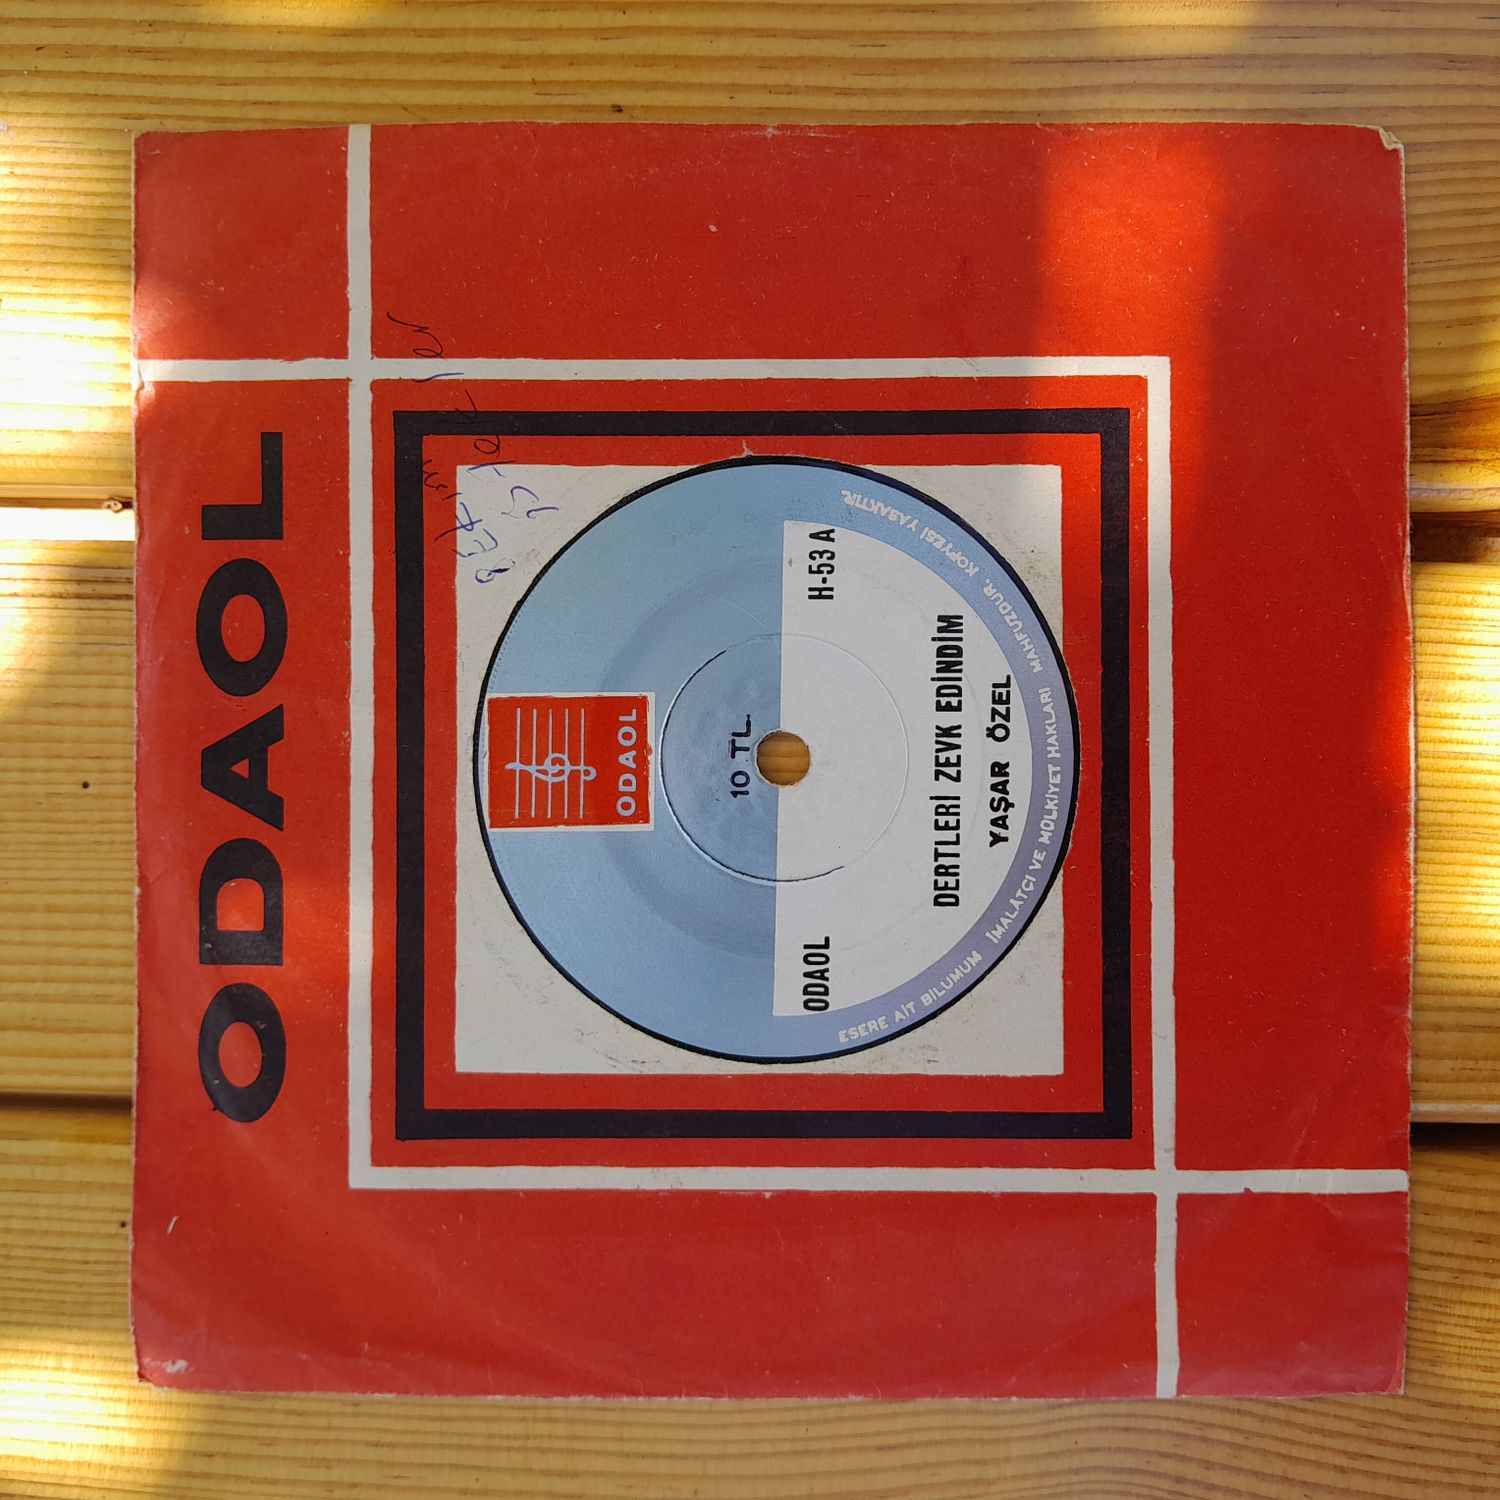 ODAOL
ODAOL
10 TL.
ODAOL
H-53 A
DERTLERİ ZEVK EDİNDİM
YAŞAR ÖZEL
ESERE AİT BİLUMUM İMALÂTÇI VE MÜLKİYET HAKLARI MAHFUZDUR. KOPYESİ YASAKTIR.